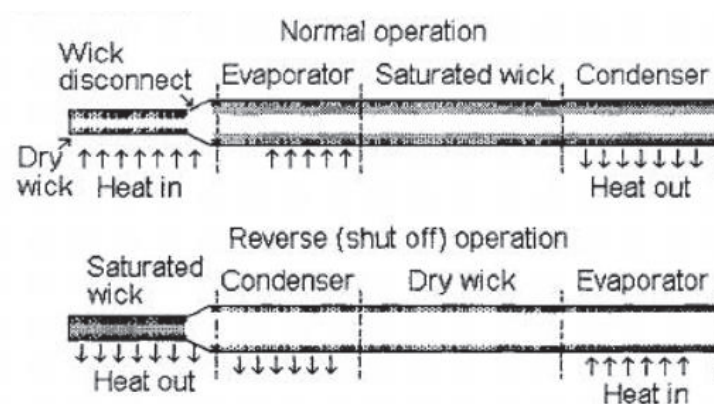 Normal operation
Wick
disconnect
Evaporator
Saturated wick
Condenser
Dry
wick
Heat in
Heat out
Reverse (shut off) operation
Saturated
wick
Condenser
Dry wick
Evaporator
Heat out
Heat in